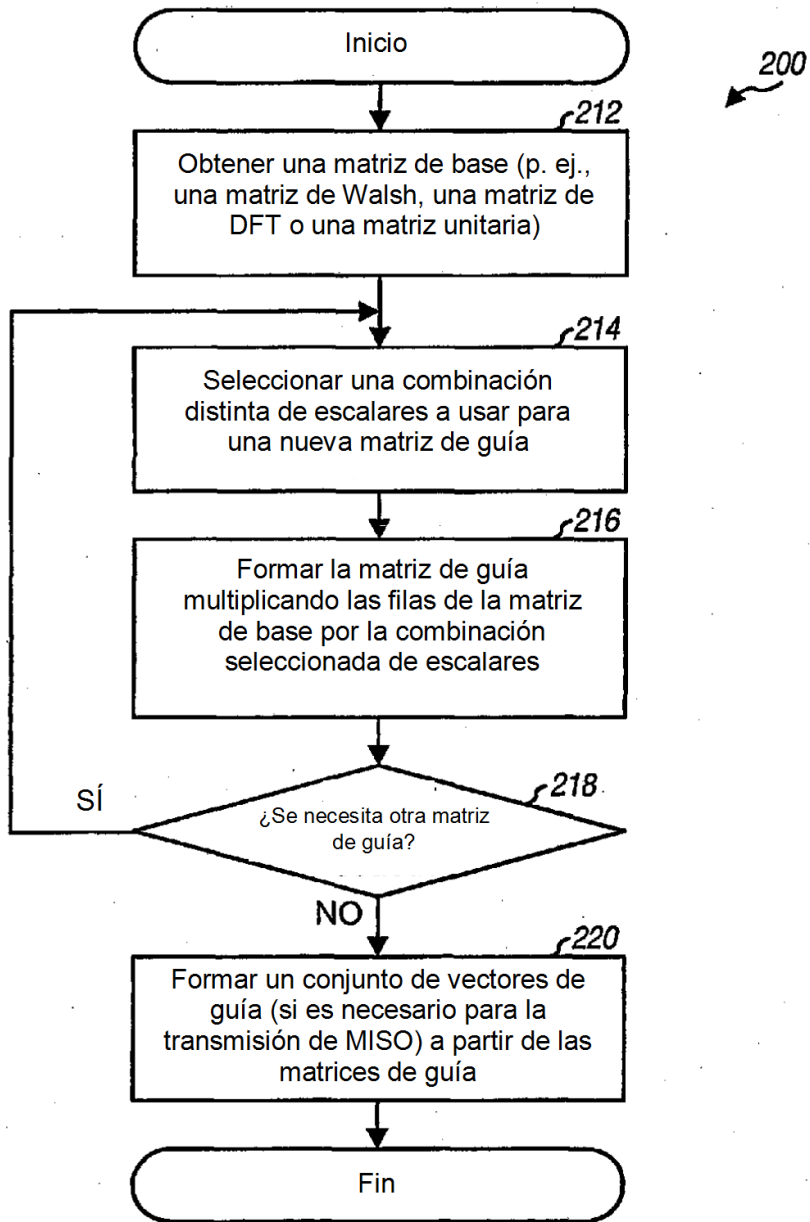 Inicio
200
212
Obtener una matriz de base (p. ej.,
una matriz de Walsh, una matriz de
DFT o una matriz unitaria)
214
Seleccionar una combinación
distinta de escalares a usar para
una nueva matriz de guía
216
Formar la matriz de guía
multiplicando las filas de la matriz
de base por la combinación
seleccionada de escalares
218
SÍ
¿Se necesita otra matriz
de guía?
NO
220
Formar un conjunto de vectores de
guía (si es necesario para la
transmisión de MISO) a partir de las
matrices de guía
Fin